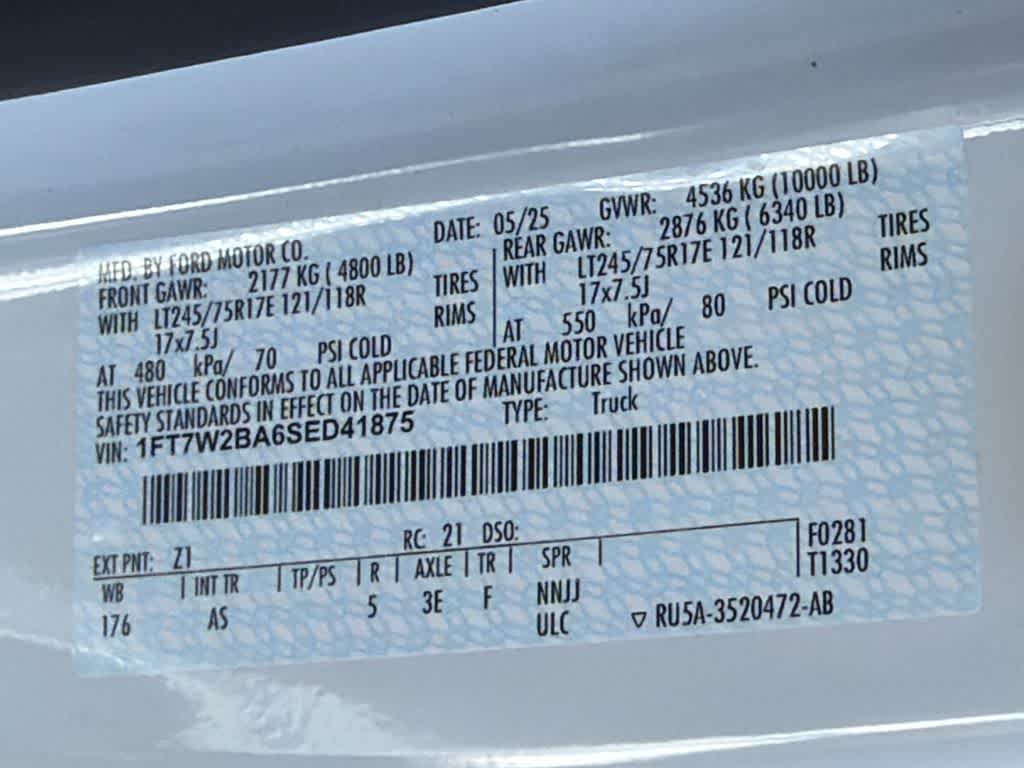 MFD. BY FORD MOTOR CO. DATE: 05/25 GVWR: 4536 KG (10000 LB)
FRONT GAWR: 2177 KG ( 4800 LB) REAR GAWR: 2876 KG ( 6340 LB)
WITH LT245/75R17E 121/118R TIRES WITH LT245/75R17E 121/118R TIRES
17x7.5J RIMS 17x7.5J RIMS
AT 480 kPa/ 70 PSI COLD AT 550 kPa/ 80 PSI COLD
THIS VEHICLE CONFORMS TO ALL APPLICABLE FEDERAL MOTOR VEHICLE
SAFETY STANDARDS IN EFFECT ON THE DATE OF MANUFACTURE SHOWN ABOVE.
VIN: 1FT7W2BA6SED41875 TYPE: Truck
EXT PNT: Z1 RC: 21 DSO: F0281
WB INT TR TP/PS R AXLE TR SPR T1330
176 AS 5 3E F NNJJ
ULC ▽ RU5A-3520472-AB